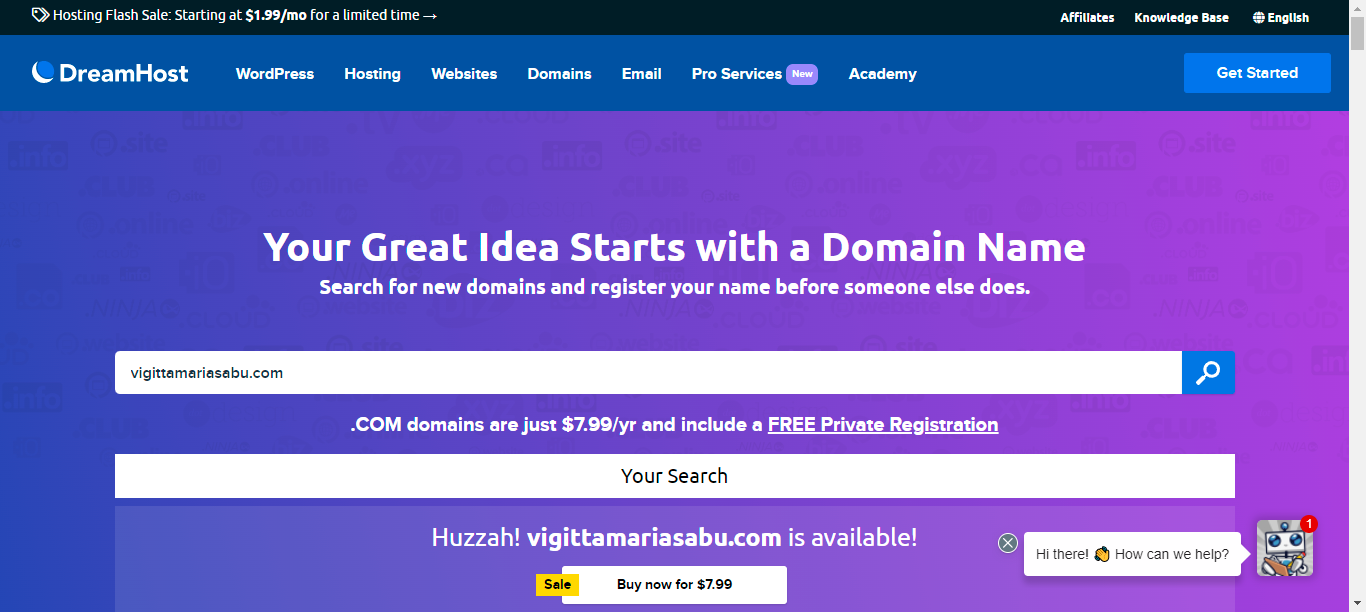 Hosting Flash Sale: Starting at $1.99/mo for a limited time →
Affiliates Knowledge Base English
DreamHost WordPress Hosting Websites Domains Email Pro Services New Academy Get Started
Your Great Idea Starts with a Domain Name
Search for new domains and register your name before someone else does.
vigittamariasabu.com
.COM domains are just $7.99/yr and include a FREE Private Registration
Your Search
Huzzah! vigittamariasabu.com is available!
Sale Buy now for $7.99
Hi there! 👋 How can we help?
1